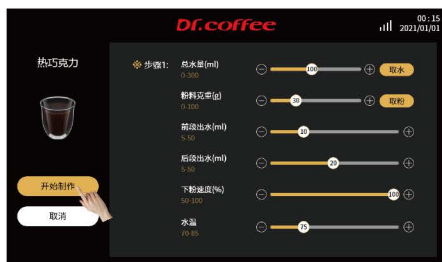 Dr.coffee
00 : 15
2021/01/01
热巧克力
步骤1:
总水量(ml)
0-300
100
取水
粉料克重(g)
0-100
30
取粉
前段出水(ml)
5-50
10
后段出水(ml)
5-50
20
下粉速度(%)
50-100
100
水温
70-85
75
开始制作
取消